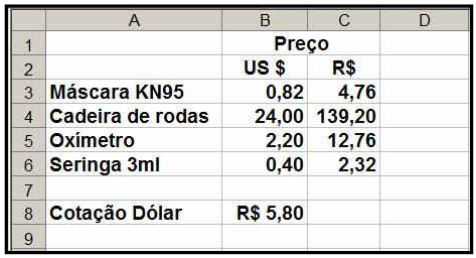 A B C D
1 Preço
2 US $ R$
3 Máscara KN95 0,82 4,76
4 Cadeira de rodas 24,00 139,20
5 Oxímetro 2,20 12,76
6 Seringa 3ml 0,40 2,32
7
8 Cotação Dólar R$ 5,80
9